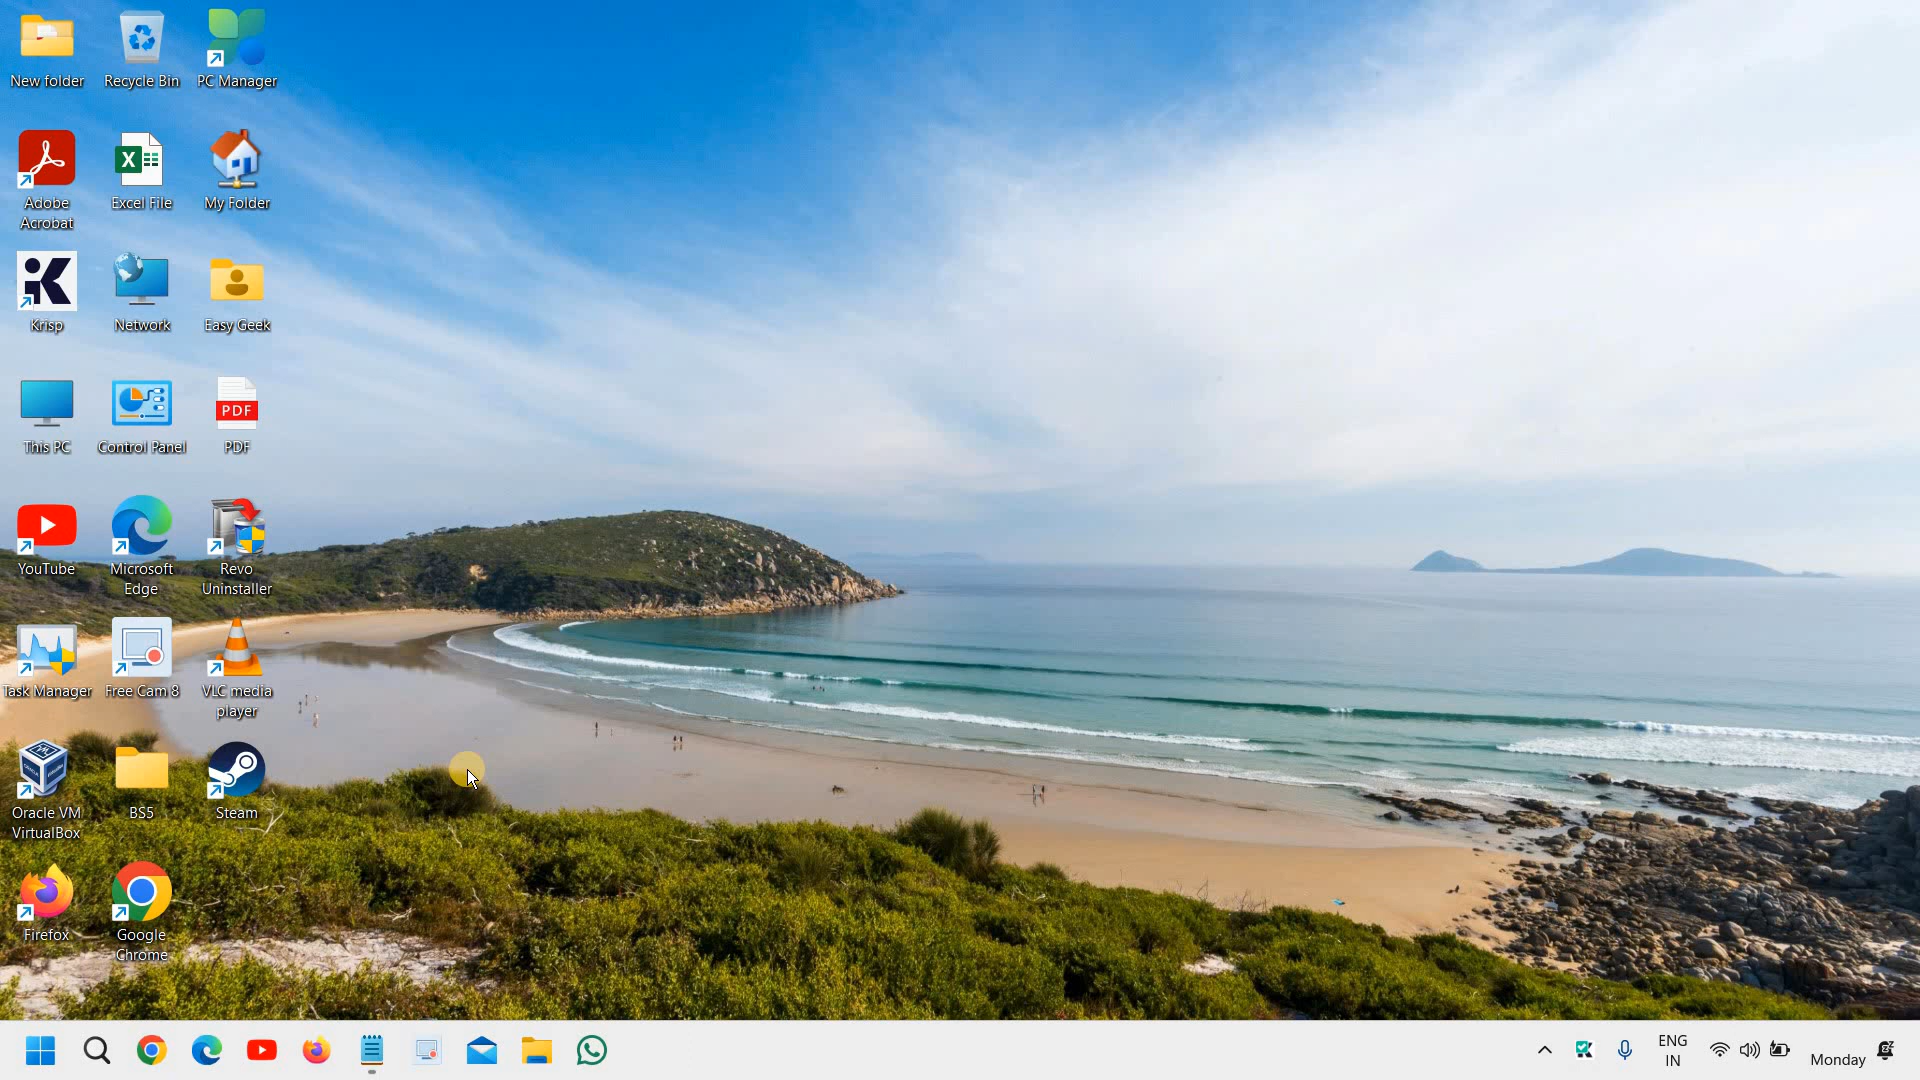 New folder
Recycle Bin
PC Manager
Adobe
Acrobat
Excel File
My Folder
Krisp
Network
Easy Geek
This PC
Control Panel
PDF
PDF
YouTube
Microsoft
Edge
Revo
Uninstaller
Task Manager
Free Cam 8
VLC media
player
Oracle VM
VirtualBox
BS5
Steam
Firefox
Google
Chrome
ENG
IN
Monday